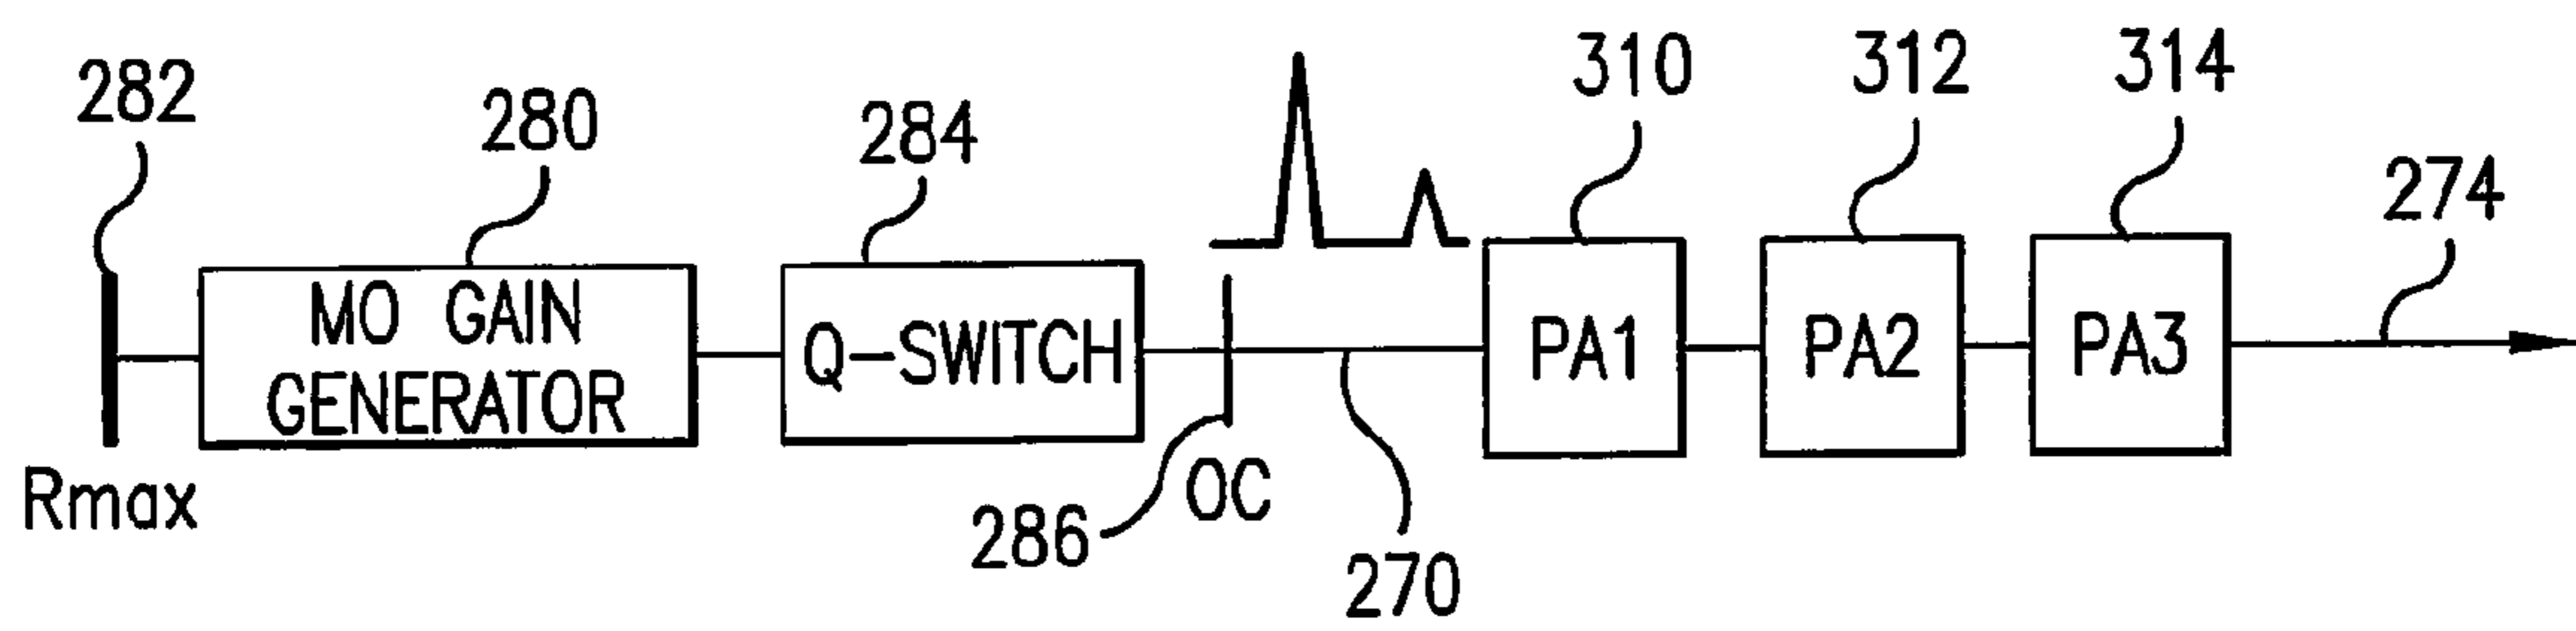 282
280
284
310
312
314
274
MO GAIN
GENERATOR
Q-SWITCH
PA1
PA2
PA3
Rmax
286
OC
270